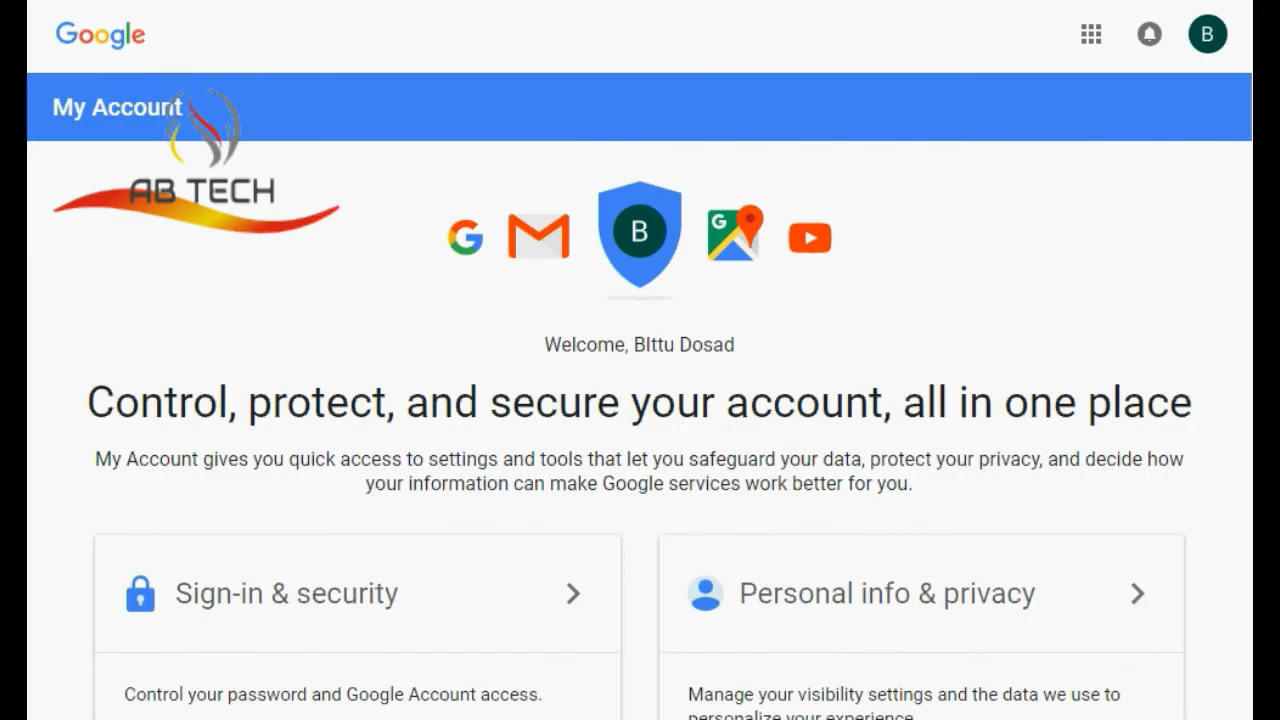 Google
B
My Account
AB TECH
G
B
G
Welcome, BIttu Dosad
Control, protect, and secure your account, all in one place
My Account gives you quick access to settings and tools that let you safeguard your data, protect your privacy, and decide how
your information can make Google services work better for you.
Sign-in & security
Personal info & privacy
Control your password and Google Account access.
Manage your visibility settings and the data we use to
personalize your experience.